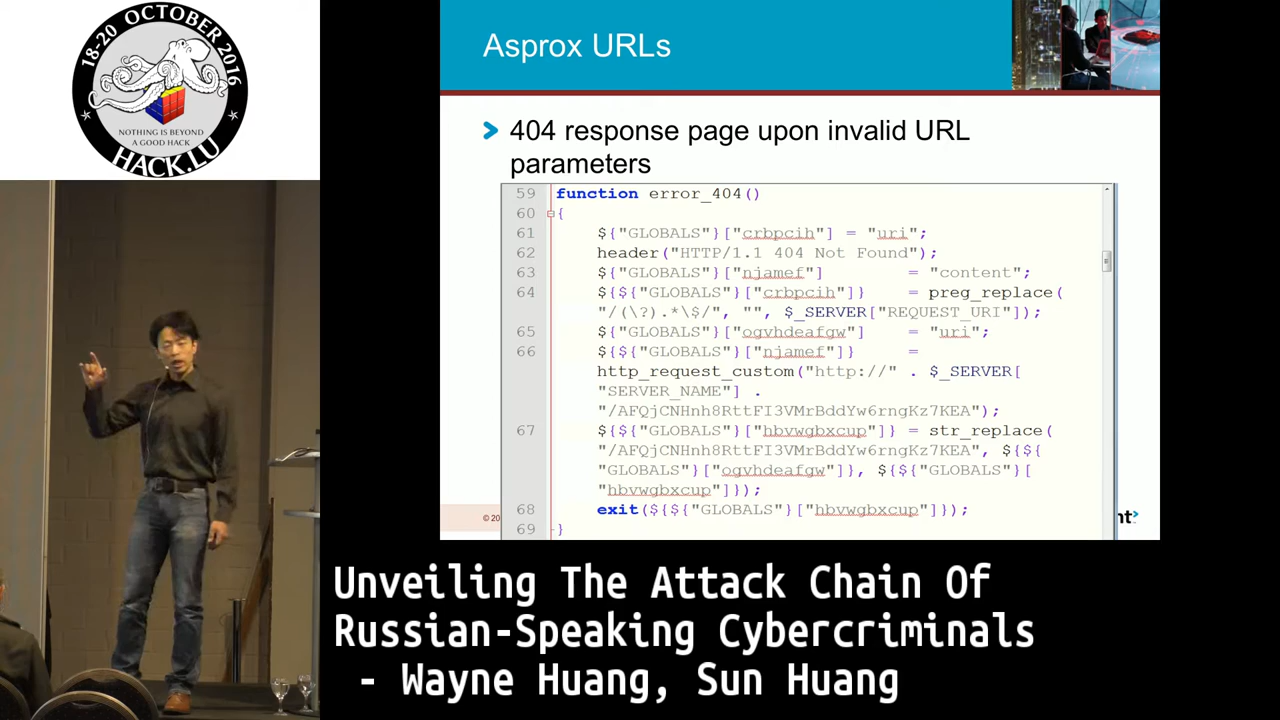 18-20 OCTOBER 2016
NOTHING IS BEYOND
A GOOD HACK
HACK.LU
Asprox URLs
404 response page upon invalid URL
parameters
59 function error_404()
60 {
61 ${"GLOBALS"}["crbpcih"] = "uri";
62 header("HTTP/1.1 404 Not Found");
63 ${"GLOBALS"}["njamef"] = "content";
64 ${${"GLOBALS"}["crbpcih"]} = preg_replace(
"/(\?).*\$/", "", $_SERVER["REQUEST_URI"]);
65 ${"GLOBALS"}["ogvhdeafgw"] = "uri";
66 ${${"GLOBALS"}["njamef"]} =
http_request_custom("http://" . $_SERVER[
"SERVER_NAME"] .
"/AFQjCNHnh8RttFI3VMrBddYw6rngKz7KEA");
67 ${${"GLOBALS"}["hbvwgbxcup"]} = str_replace(
"/AFQjCNHnh8RttFI3VMrBddYw6rngKz7KEA", ${${
"GLOBALS"}["ogvhdeafgw"]}, ${${"GLOBALS"}[
"hbvwgbxcup"]});
68 exit(${${"GLOBALS"}["hbvwgbxcup"]});
69 }
© 20
nt
Unveiling The Attack Chain Of
Russian-Speaking Cybercriminals
- Wayne Huang, Sun Huang